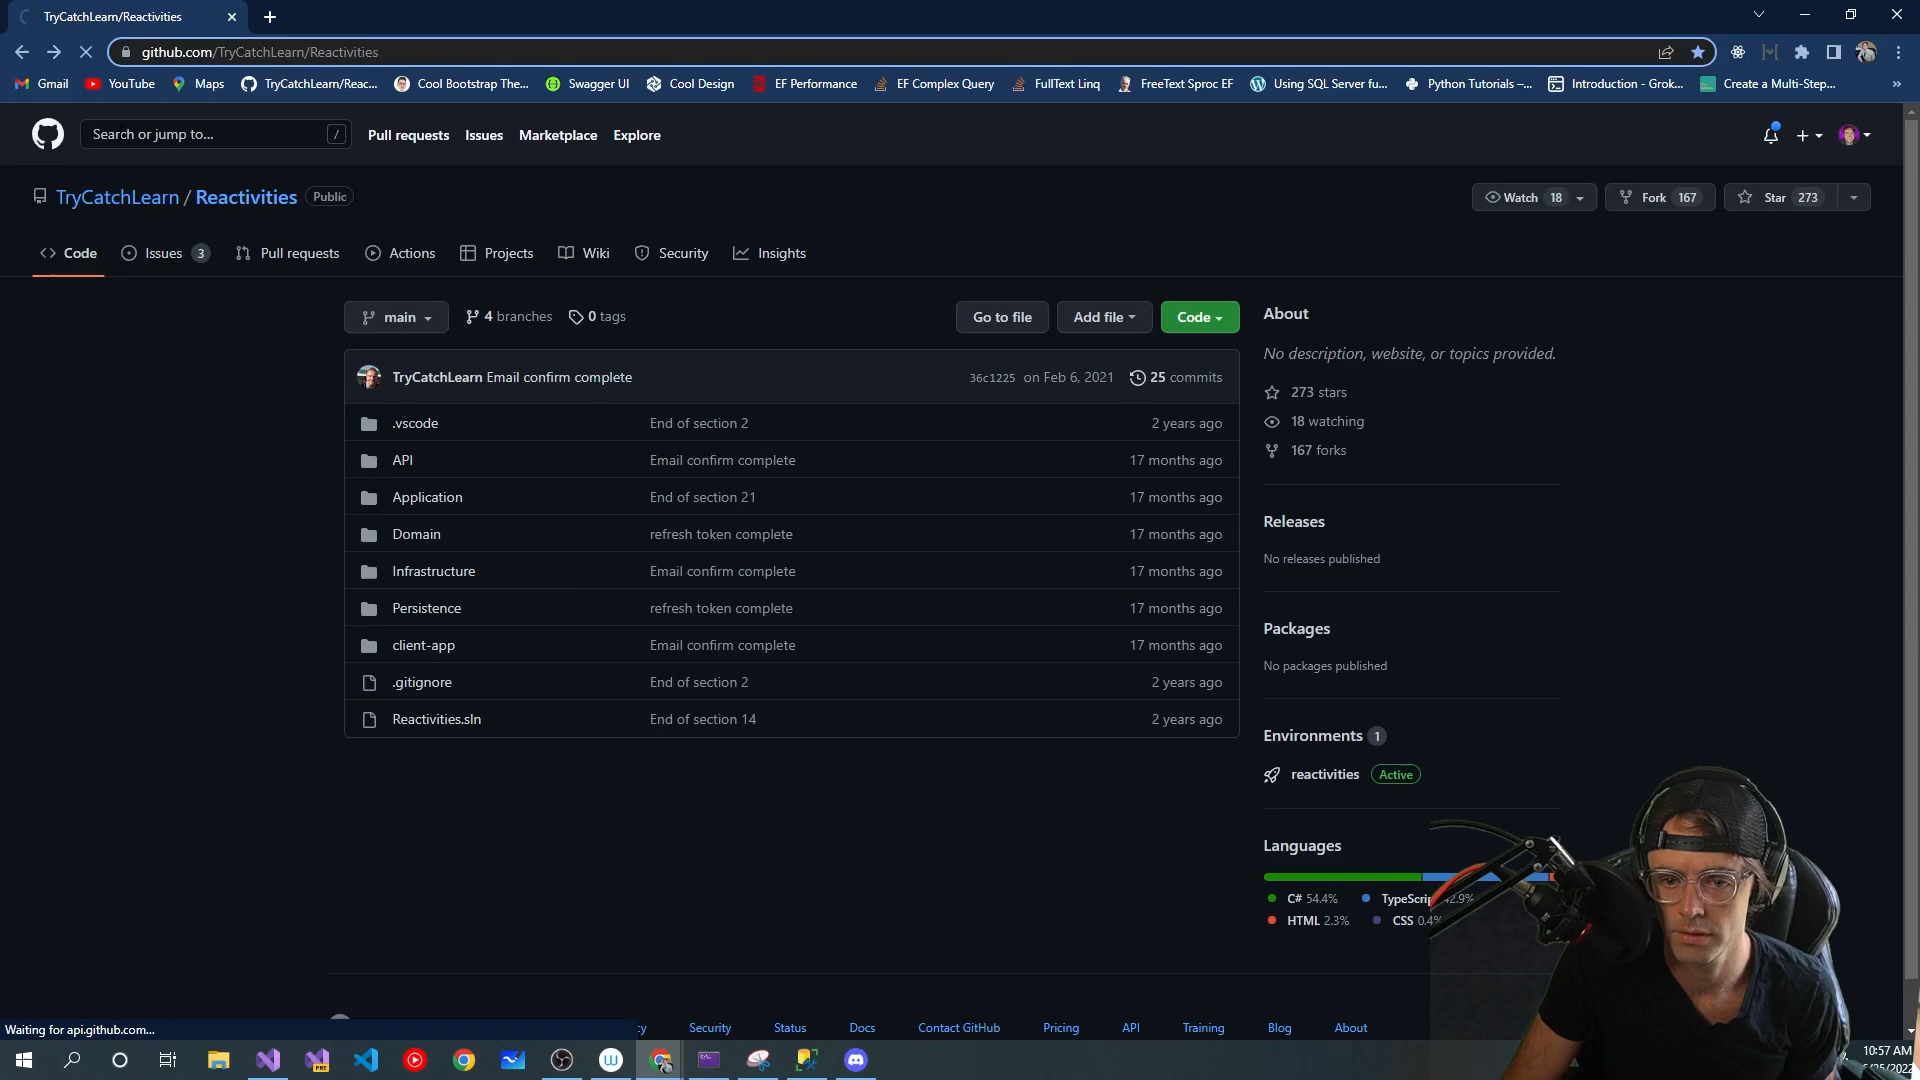 TryCatchLearn/Reactivities
github.com/TryCatchLearn/Reactivities
Gmail YouTube Maps TryCatchLearn/Reac... Cool Bootstrap The... Swagger UI Cool Design EF Performance EF Complex Query FullText Linq FreeText Sproc EF Using SQL Server fu... Python Tutorials –... Introduction - Grok... Create a Multi-Step... »
Search or jump to... / Pull requests Issues Marketplace Explore
TryCatchLearn / Reactivities Public Watch 18 Fork 167 Star 273
Code Issues 3 Pull requests Actions Projects Wiki Security Insights
main 4 branches 0 tags Go to file Add file Code
TryCatchLearn Email confirm complete 36c1225 on Feb 6, 2021 25 commits
.vscode End of section 2 2 years ago
API Email confirm complete 17 months ago
Application End of section 21 17 months ago
Domain refresh token complete 17 months ago
Infrastructure Email confirm complete 17 months ago
Persistence refresh token complete 17 months ago
client-app Email confirm complete 17 months ago
.gitignore End of section 2 2 years ago
Reactivities.sln End of section 14 2 years ago
About
No description, website, or topics provided.
273 stars
18 watching
167 forks
Releases
No releases published
Packages
No packages published
Environments 1
reactivities Active
Languages
C# 54.4%
HTML 2.3% CSS
Waiting for api.github.com...
Security Status Docs Contact GitHub Pricing API Training Blog About
PRE
10:57 AM